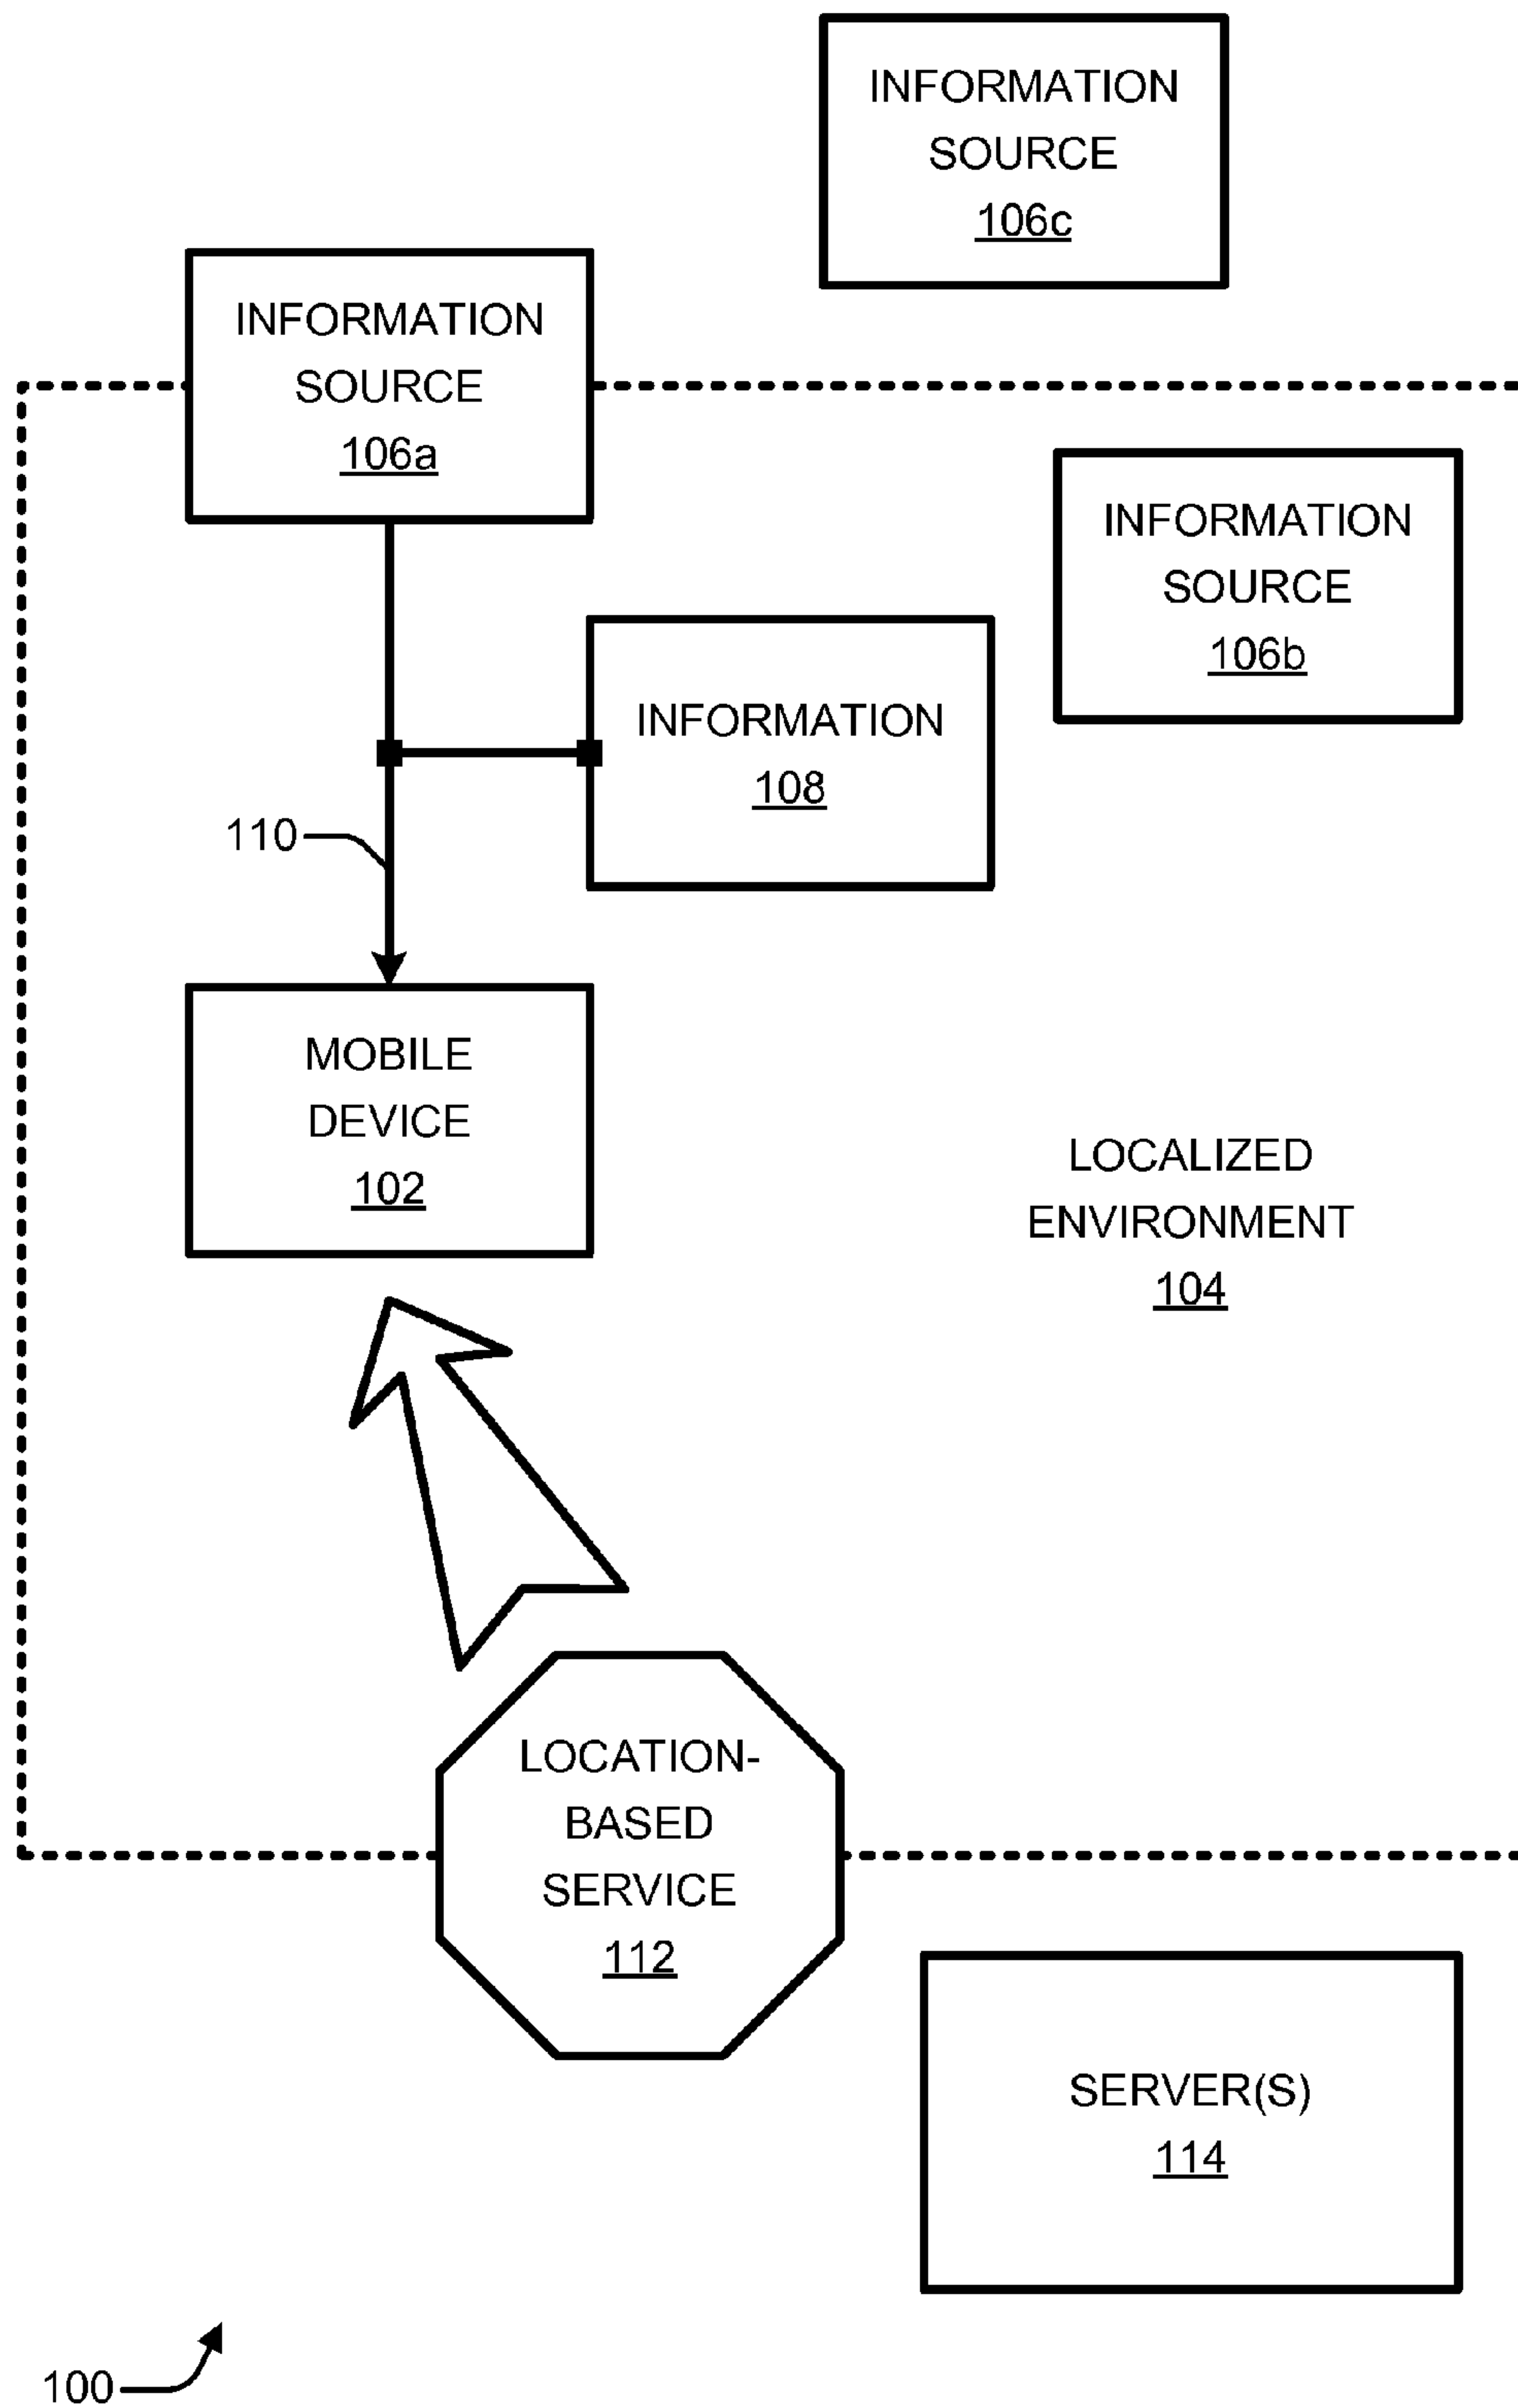 INFORMATION
SOURCE
106c
INFORMATION
SOURCE
106a
INFORMATION
SOURCE
106b
INFORMATION
108
110
MOBILE
DEVICE
102
LOCALIZED
ENVIRONMENT
104
LOCATION-
BASED
SERVICE
112
SERVER(S)
114
100